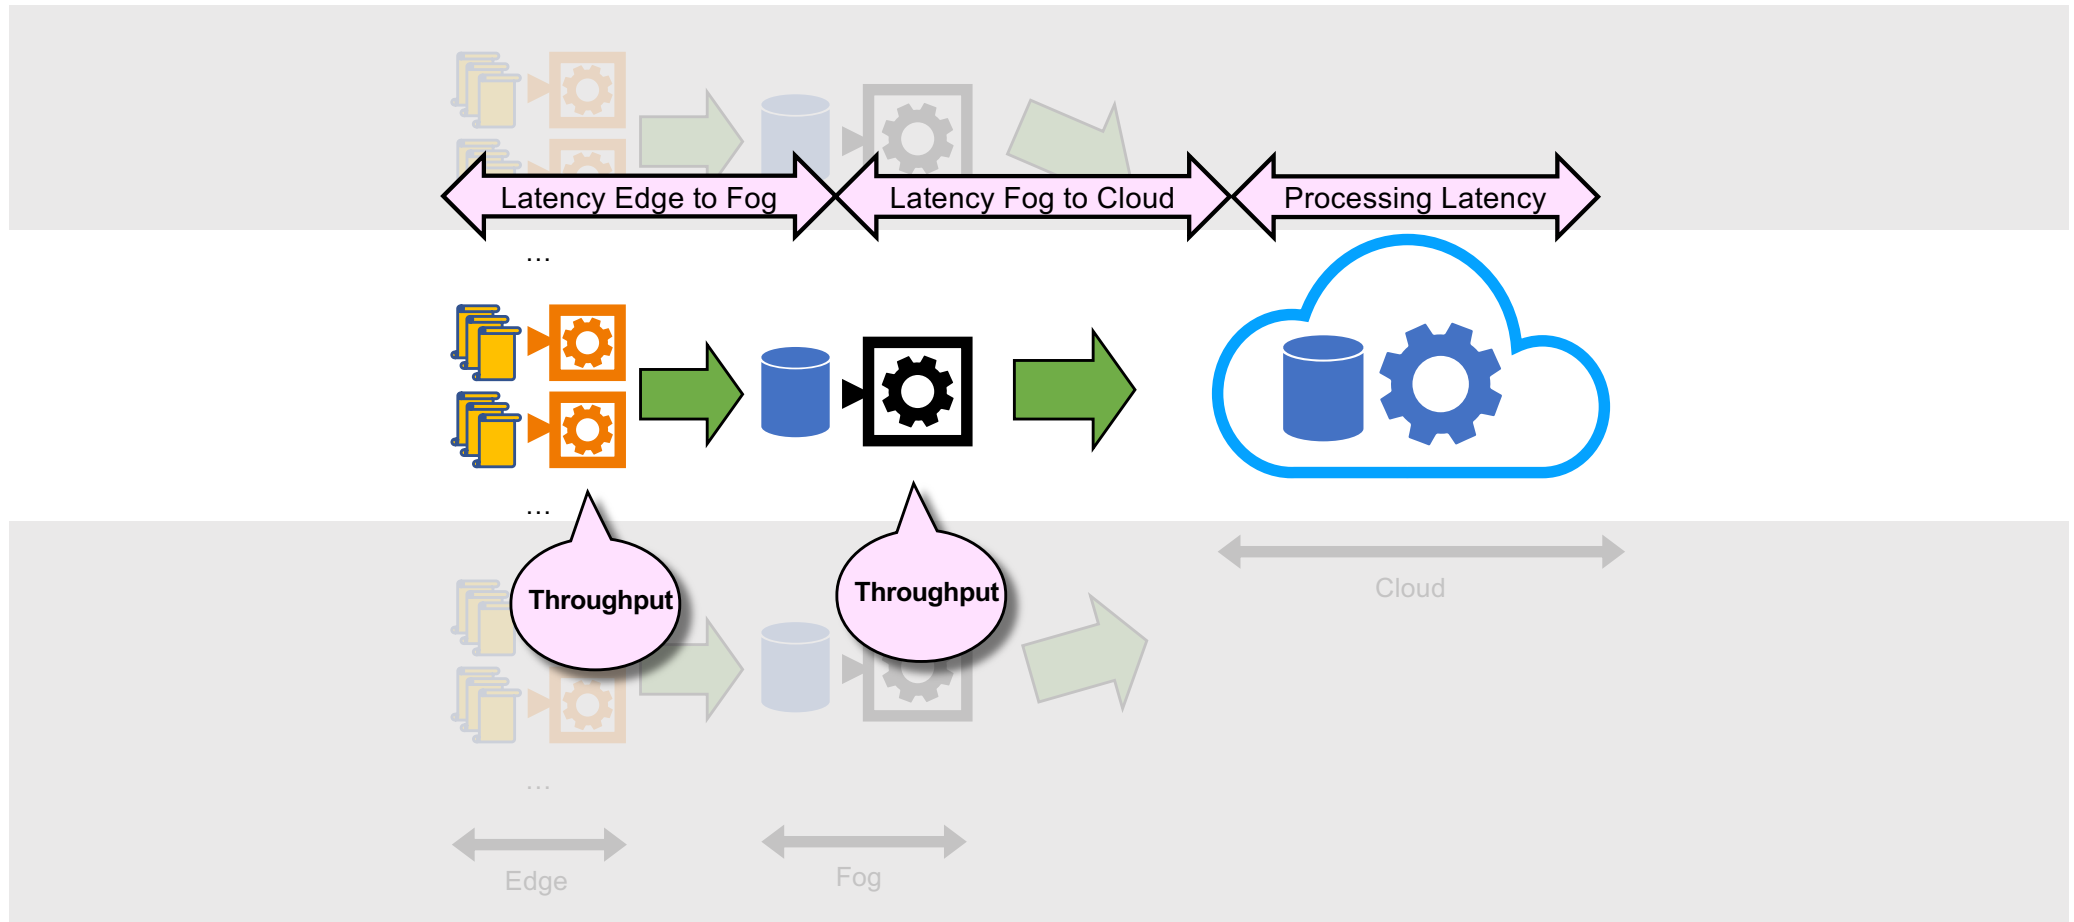 Latency Edge to Fog
Latency Fog to Cloud
Processing Latency
...
...
Throughput
Throughput
Cloud
...
Edge
Fog